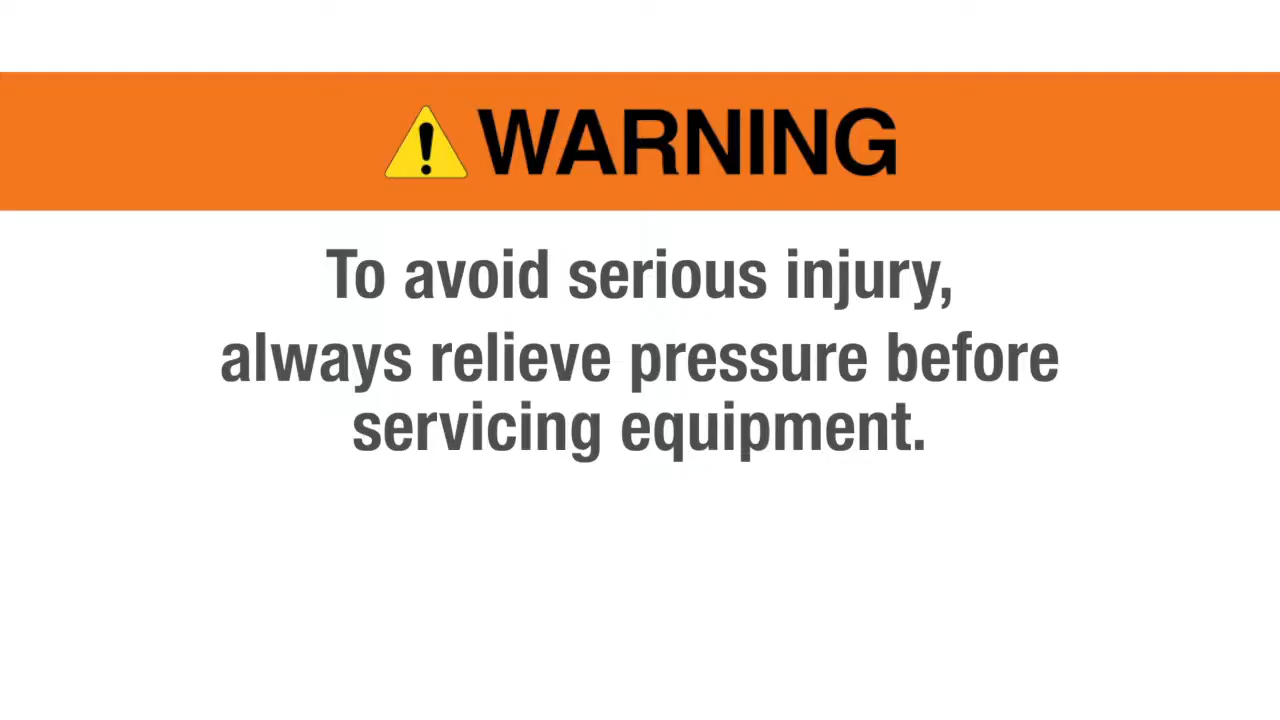 WARNING
To avoid serious injury,
always relieve pressure before
servicing equipment.